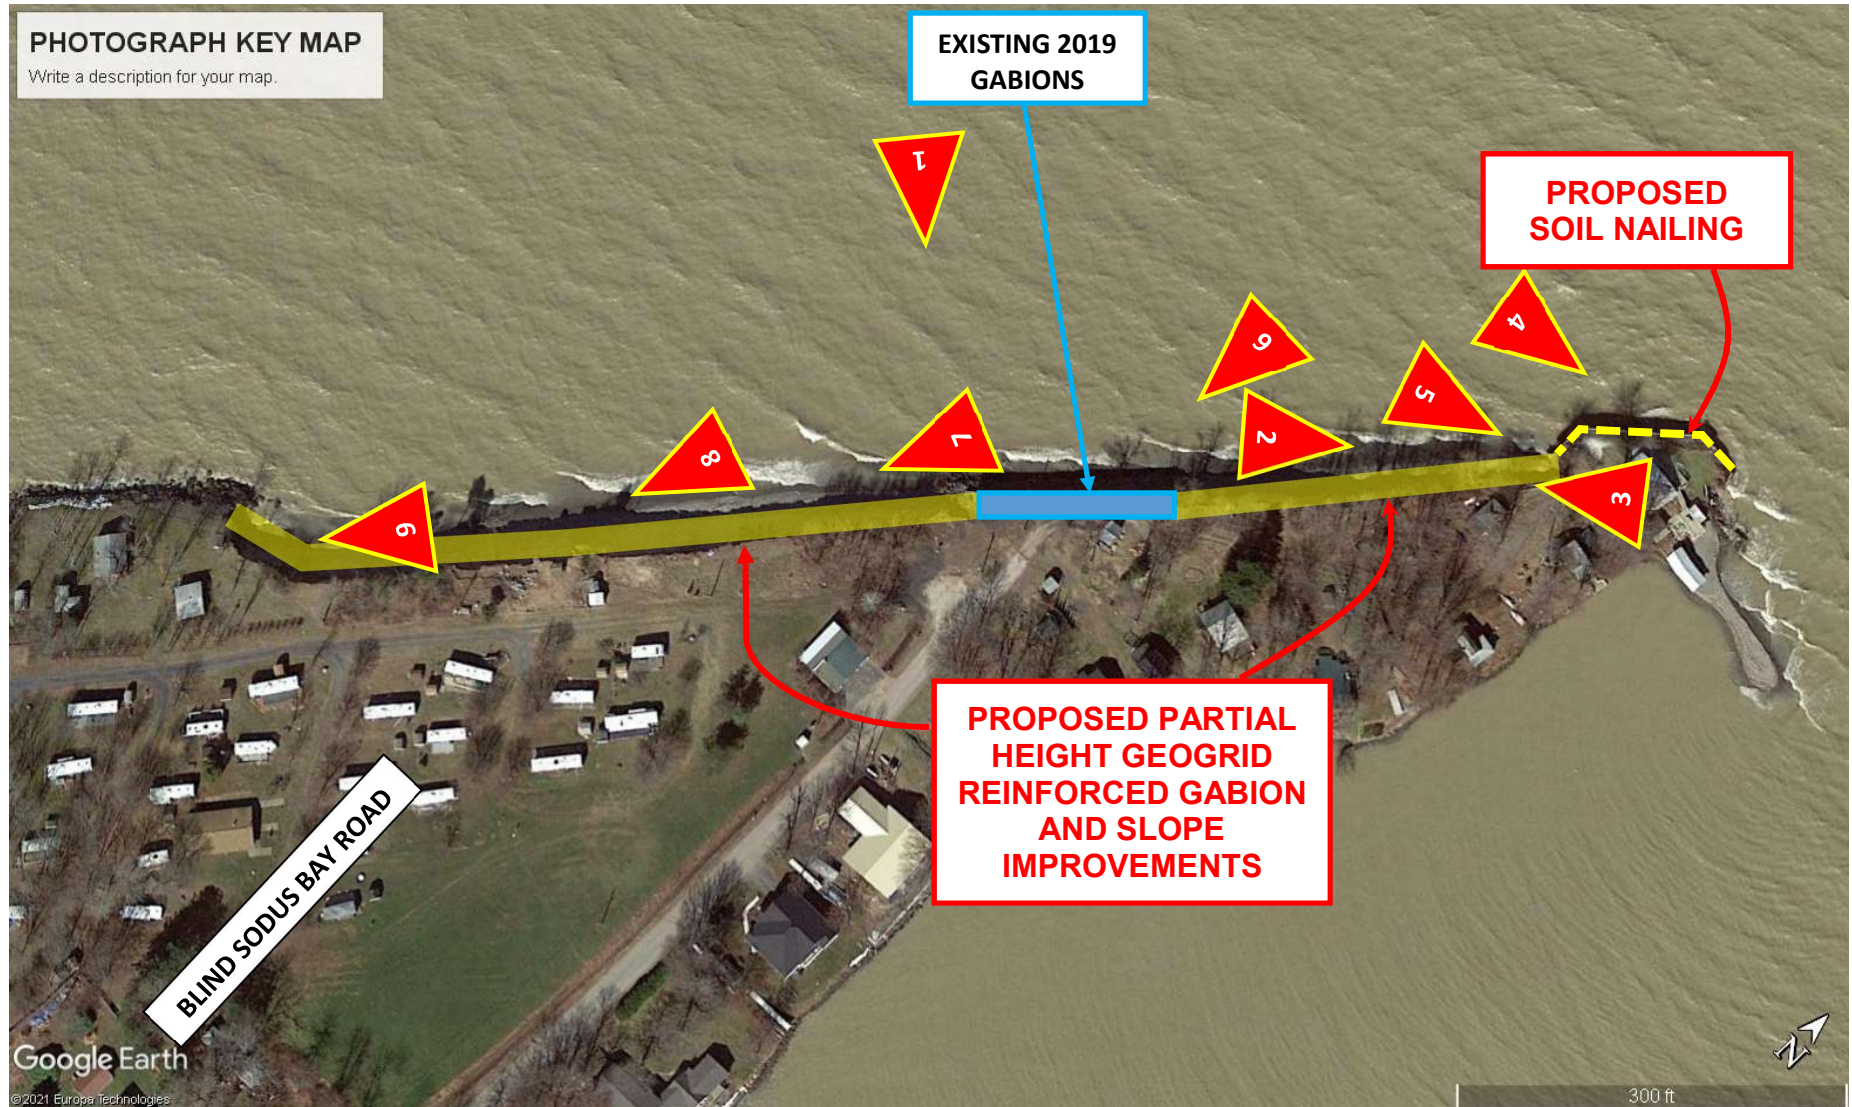 PHOTOGRAPH KEY MAP
Write a description for your map.
EXISTING 2019
GABIONS
1
PROPOSED
SOIL NAILING
4
6
5
2
7
8
3
9
PROPOSED PARTIAL
HEIGHT GEOGRID
REINFORCED GABION
AND SLOPE
IMPROVEMENTS
BLIND SODUS BAY ROAD
Google Earth
©2021 Europa Technologies
N
300 ft